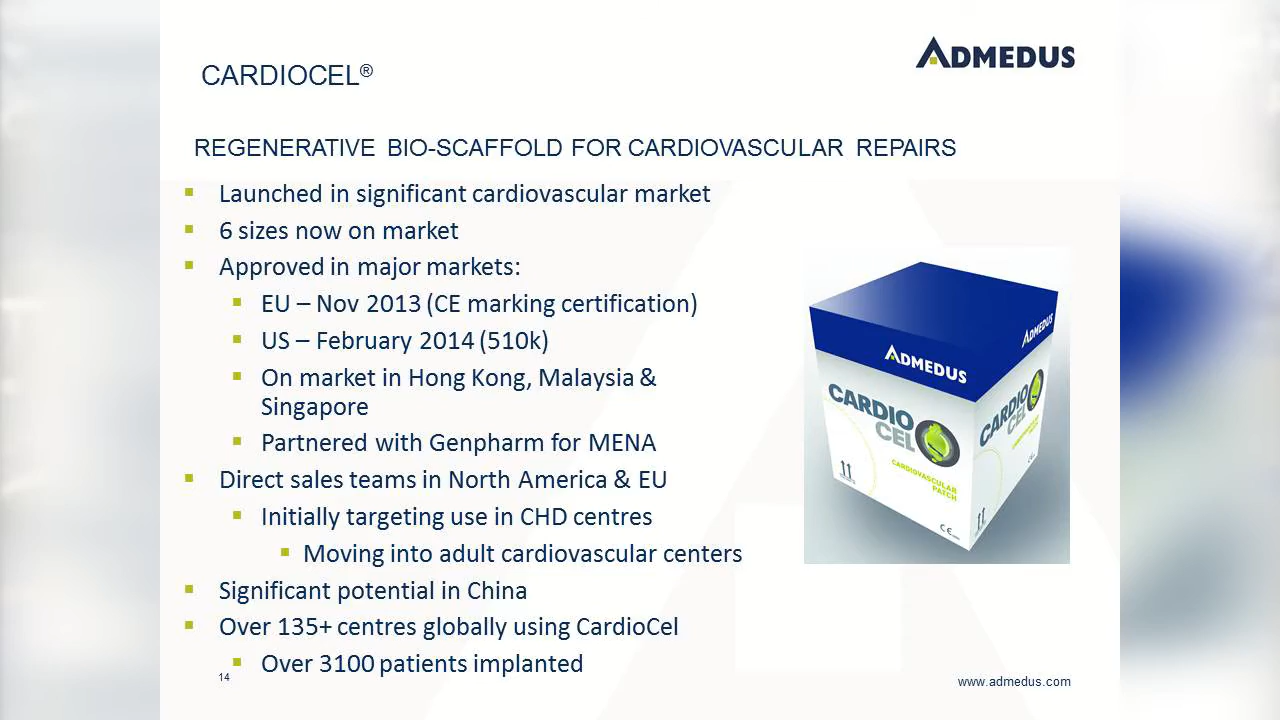 ADMEDUS
CARDIOCEL®
REGENERATIVE BIO-SCAFFOLD FOR CARDIOVASCULAR REPAIRS
Launched in significant cardiovascular market
6 sizes now on market
Approved in major markets:
EU – Nov 2013 (CE marking certification)
US – February 2014 (510k)
On market in Hong Kong, Malaysia &
Singapore
Partnered with Genpharm for MENA
Direct sales teams in North America & EU
Initially targeting use in CHD centres
Moving into adult cardiovascular centers
Significant potential in China
Over 135+ centres globally using CardioCel
Over 3100 patients implanted
ADMEDUS
ADMEDUS
CARDIO
CEL
CARDIOVASCULAR
PATCH
CE
CARDIO
CEL
CE
14
www.admedus.com